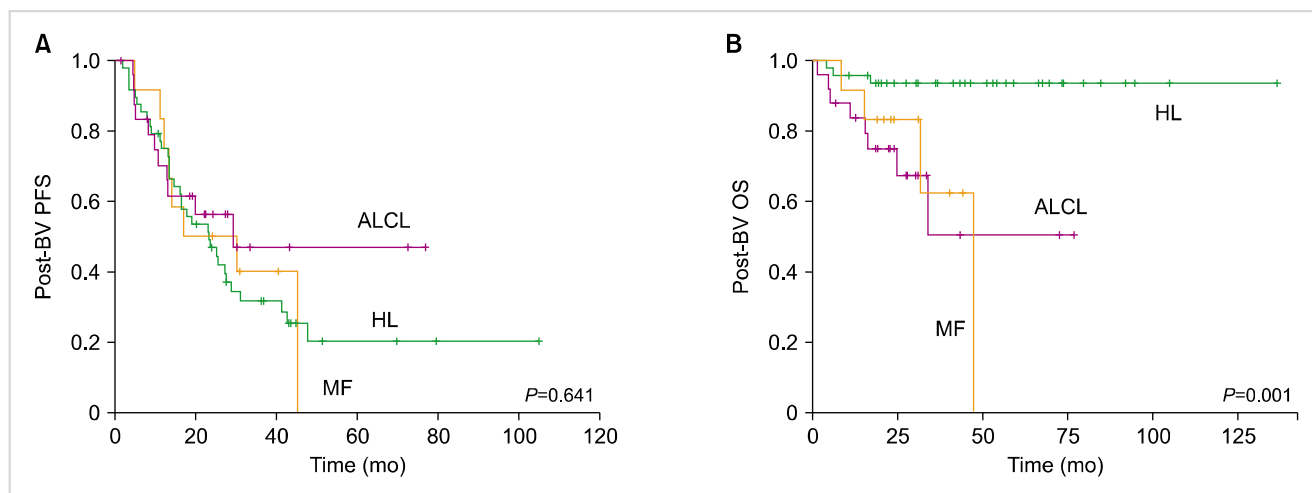 A
Post-BV PFS
1.0
0.8
0.6
0.4
0.2
0
ALCL
HL
MF
P=0.641
0 20 40 60 80 100 120
Time (mo)
B
Post-BV OS
1.0
0.8
0.6
0.4
0.2
0
HL
ALCL
MF
P=0.001
0 25 50 75 100 125
Time (mo)